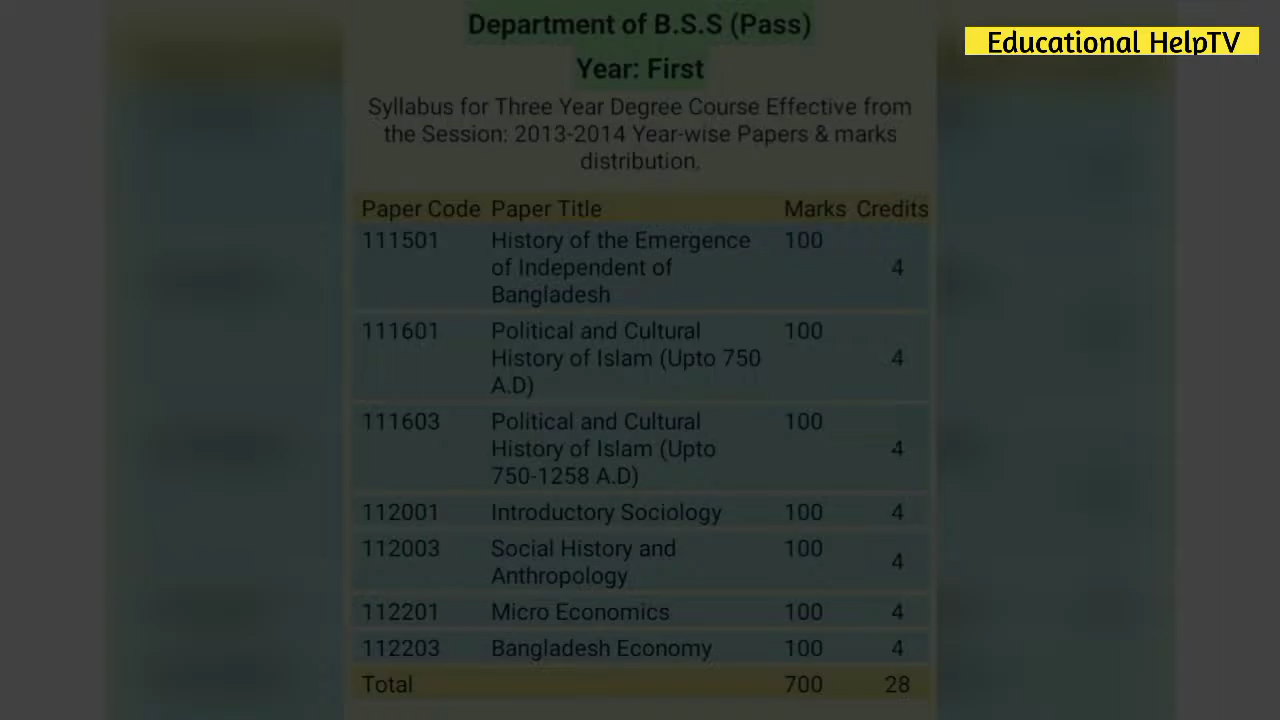 Department of B.S.S (Pass)
Educational HelpTV
Year: First
Syllabus for Three Year Degree Course Effective from
the Session: 2013-2014 Year-wise Papers & marks
distribution.
Paper Code Paper Title Marks Credits
111501 History of the Emergence 100
of Independent of 4
Bangladesh
111601 Political and Cultural 100
History of Islam (Upto 750 4
A.D)
111603 Political and Cultural 100
History of Islam (Upto 4
750-1258 A.D)
112001 Introductory Sociology 100 4
112003 Social History and 100
Anthropology 4
112201 Micro Economics 100 4
112203 Bangladesh Economy 100 4
Total 700 28